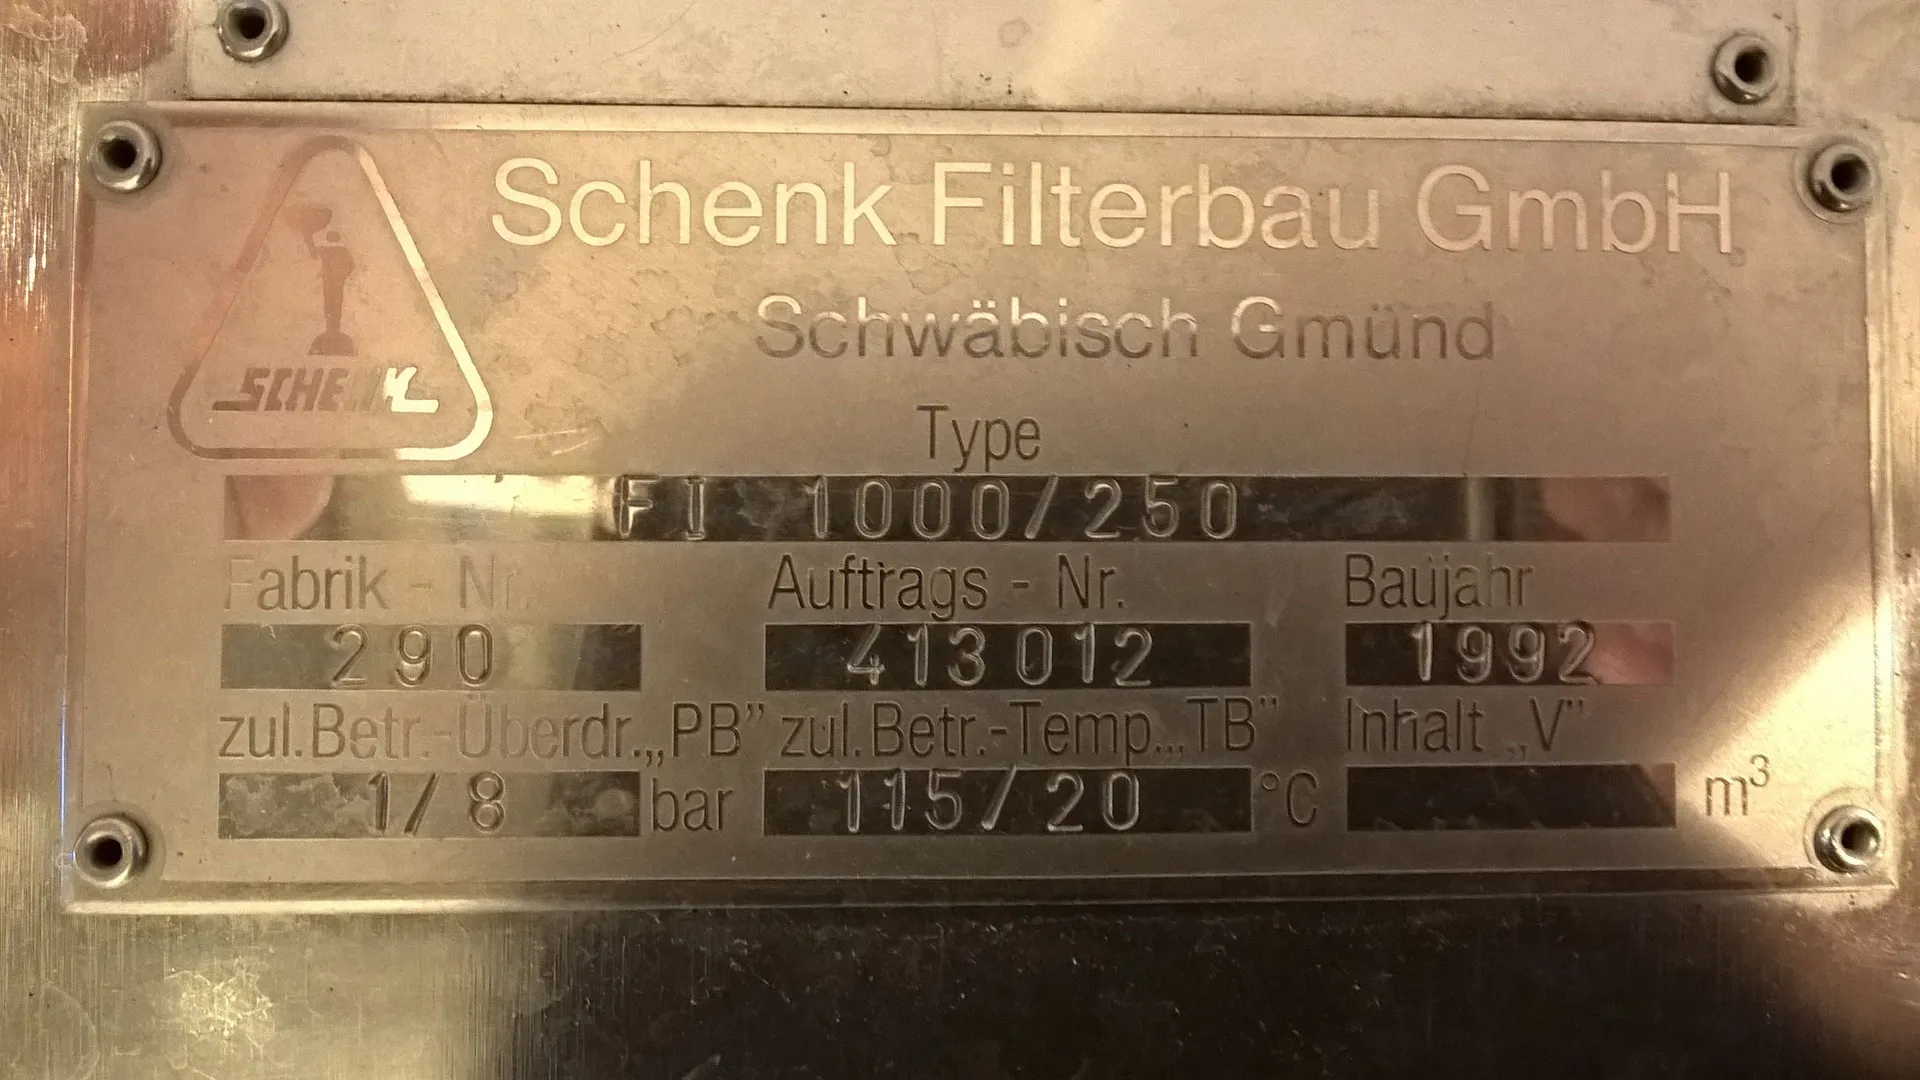 Schenk Filterbau GmbH
Schwäbisch Gmünd
SCHENK
Type
FI 1000/250
Fabrik - Nr. Auftrags - Nr. Baujahr
290 413012 1992
zul.Betr.-Überdr.„PB” zul.Betr.-Temp.„TB” Inhalt „V”
1/8 bar 115/20 °C m³